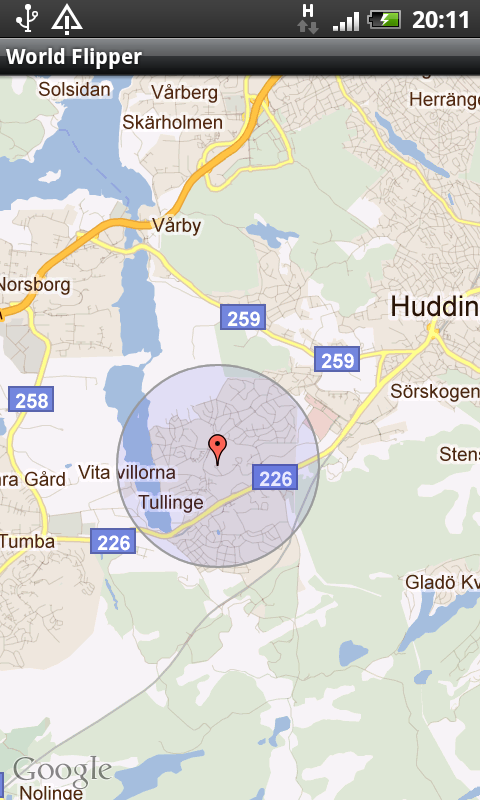 H
20:11
World Flipper
Solsidan
Vårberg
Herränge
Skärholmen
Vårby
Norsborg
259
Huddin
259
258
Sörskogen
Stens
ra Gård
Vita villorna
226
Tullinge
Tumba
226
Gladö Kv
Google
Nolinge